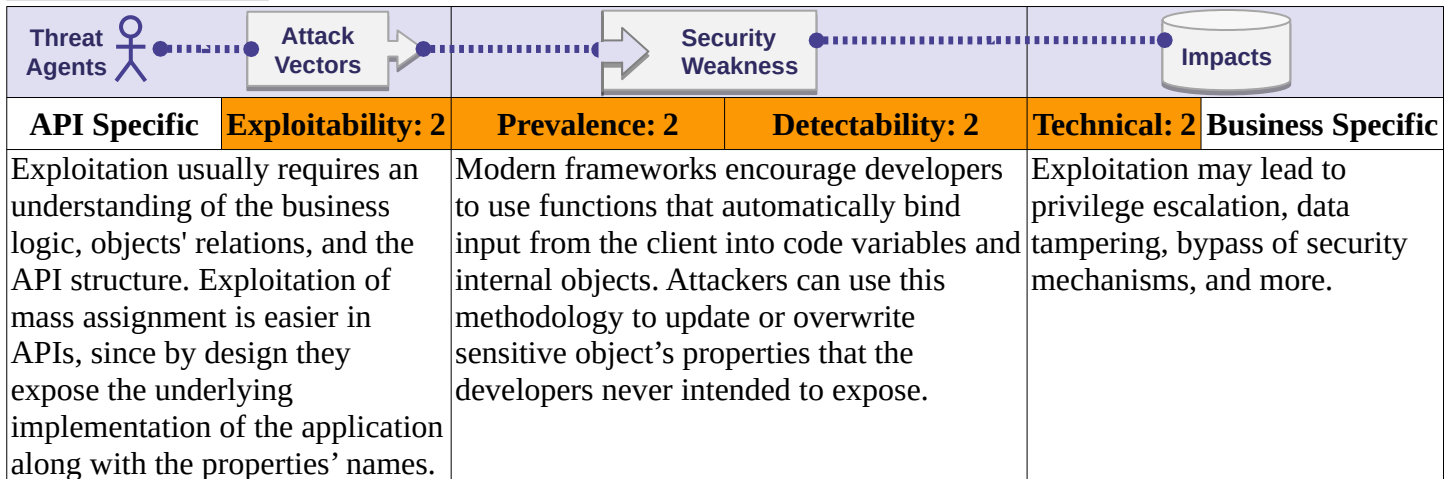 Threat
Agents
Attack
Vectors
Security
Weakness
Impacts
API Specific
Exploitability: 2
Prevalence: 2
Detectability: 2
Technical: 2
Business Specific
Exploitation usually requires an
understanding of the business
logic, objects' relations, and the
API structure. Exploitation of
mass assignment is easier in
APIs, since by design they
expose the underlying
implementation of the application
along with the properties’ names.
Modern frameworks encourage developers
to use functions that automatically bind
input from the client into code variables and
internal objects. Attackers can use this
methodology to update or overwrite
sensitive object’s properties that the
developers never intended to expose.
Exploitation may lead to
privilege escalation, data
tampering, bypass of security
mechanisms, and more.